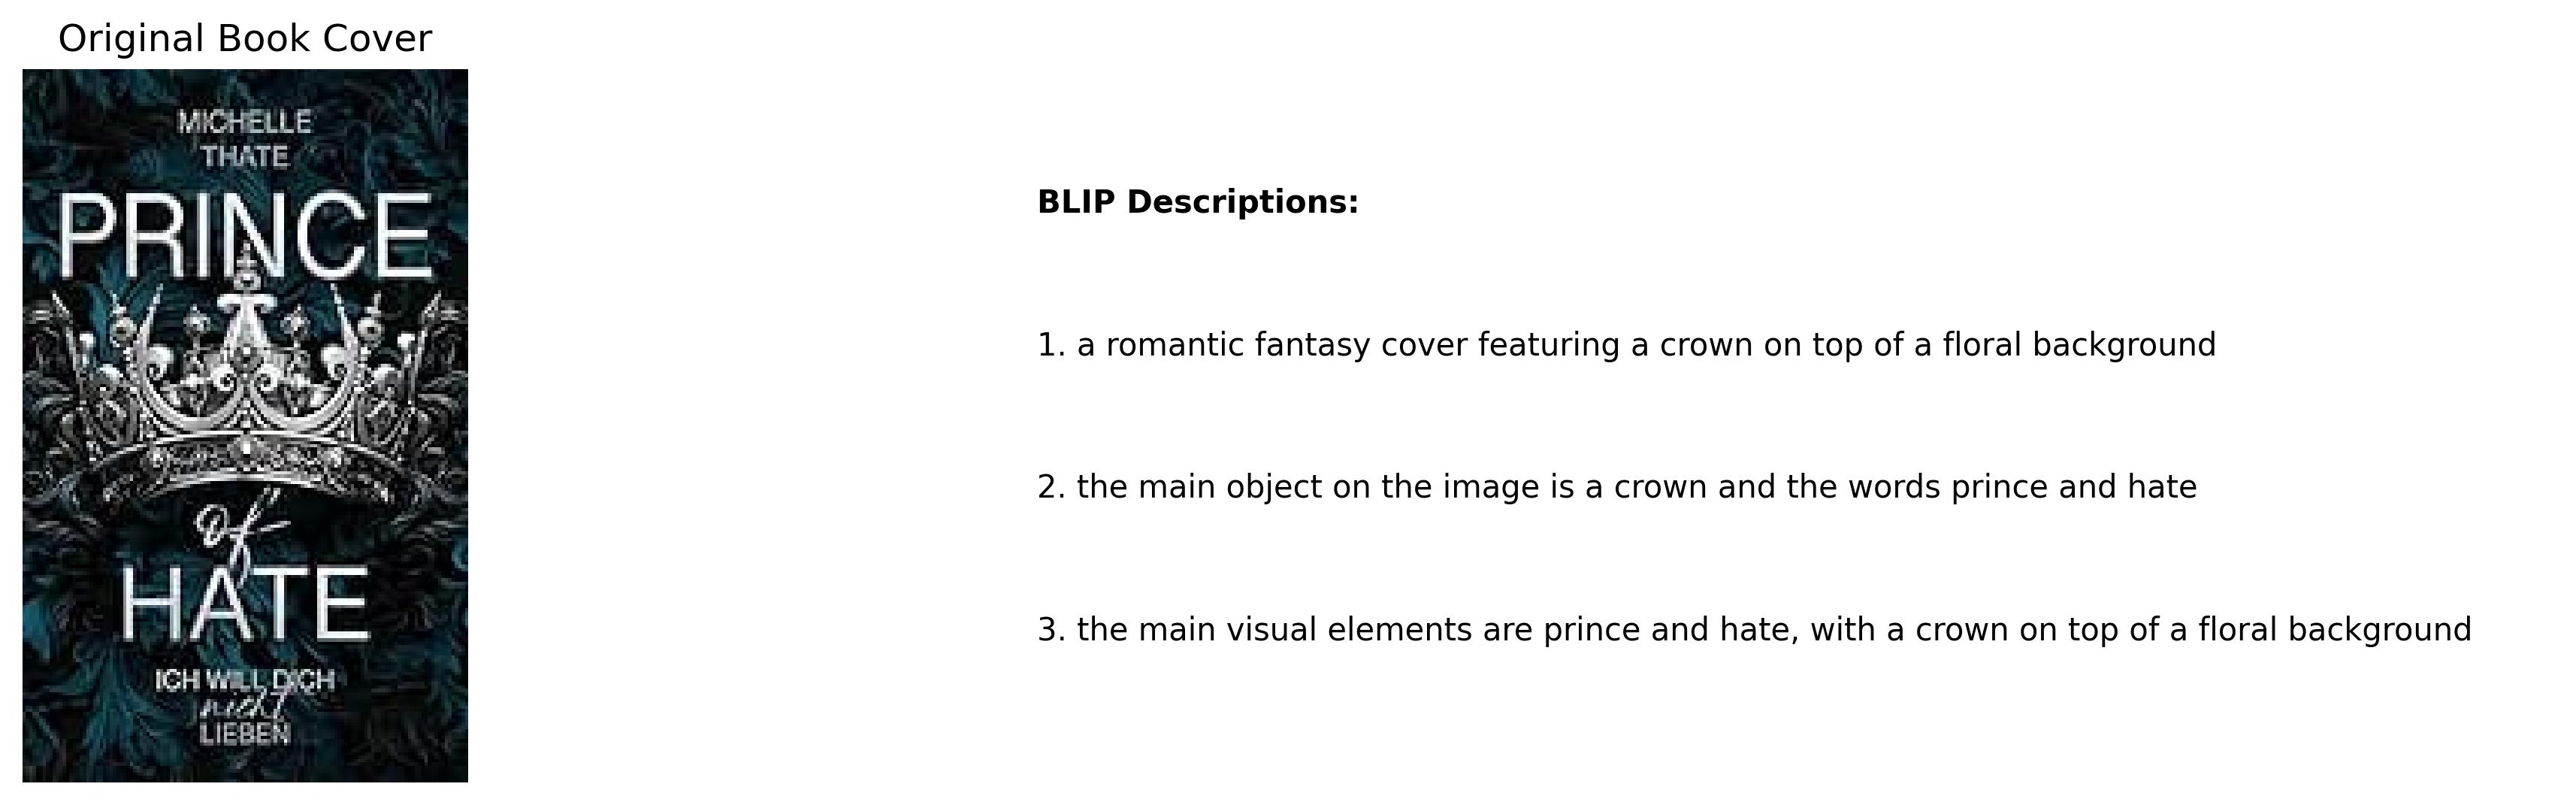 Original Book Cover
MICHELLE
THATE
PRINCE
of
HATE
ICH WILL DICH
nicht
LIEBEN
BLIP Descriptions:
1. a romantic fantasy cover featuring a crown on top of a floral background
2. the main object on the image is a crown and the words prince and hate
3. the main visual elements are prince and hate, with a crown on top of a floral background